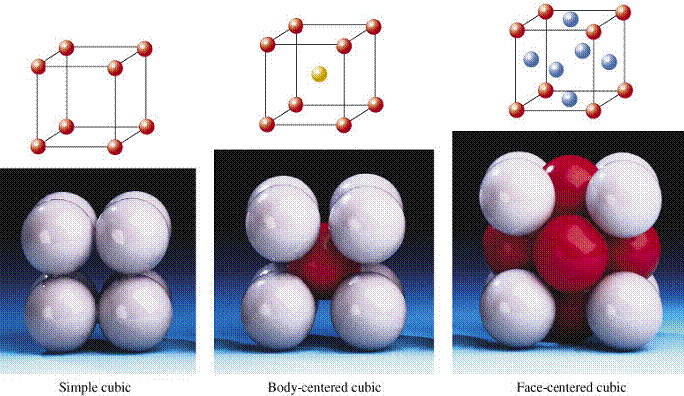 Simple cubic
Body-centered cubic
Face-centered cubic